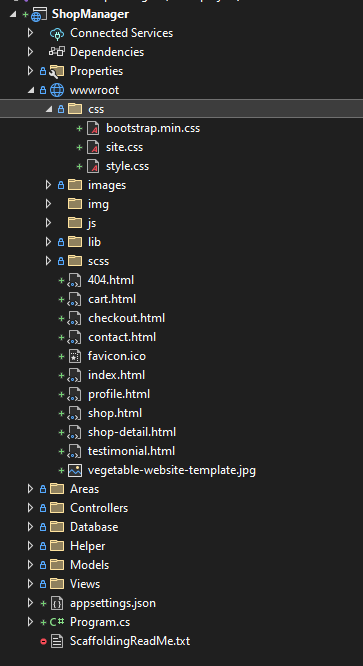 ShopManager
Connected Services
Dependencies
Properties
wwwroot
css
bootstrap.min.css
site.css
style.css
images
img
js
lib
scss
404.html
cart.html
checkout.html
contact.html
favicon.ico
index.html
profile.html
shop.html
shop-detail.html
testimonial.html
vegetable-website-template.jpg
Areas
Controllers
Database
Helper
Models
Views
appsettings.json
C# Program.cs
ScaffoldingReadMe.txt